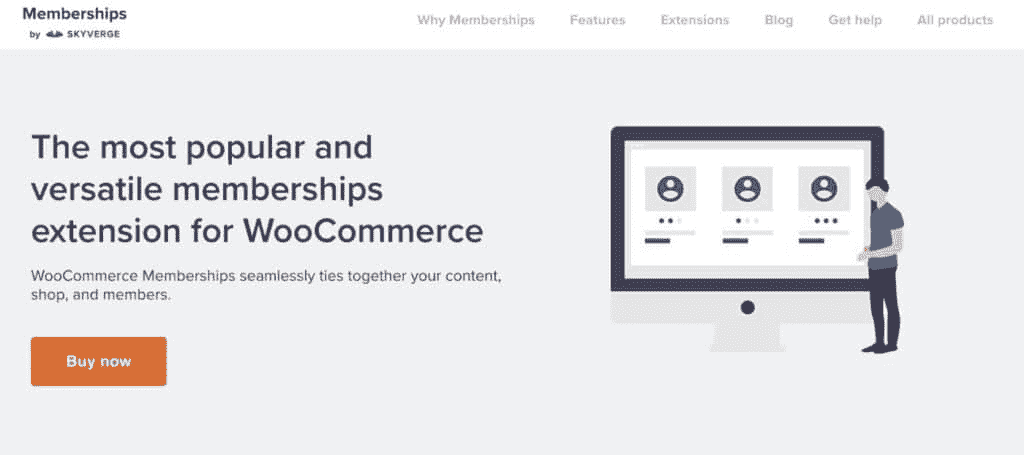 Memberships
by SKYVERGE
Why Memberships Features Extensions Blog Get help All products
The most popular and
versatile memberships
extension for WooCommerce
WooCommerce Memberships seamlessly ties together your content,
shop, and members.
Buy now